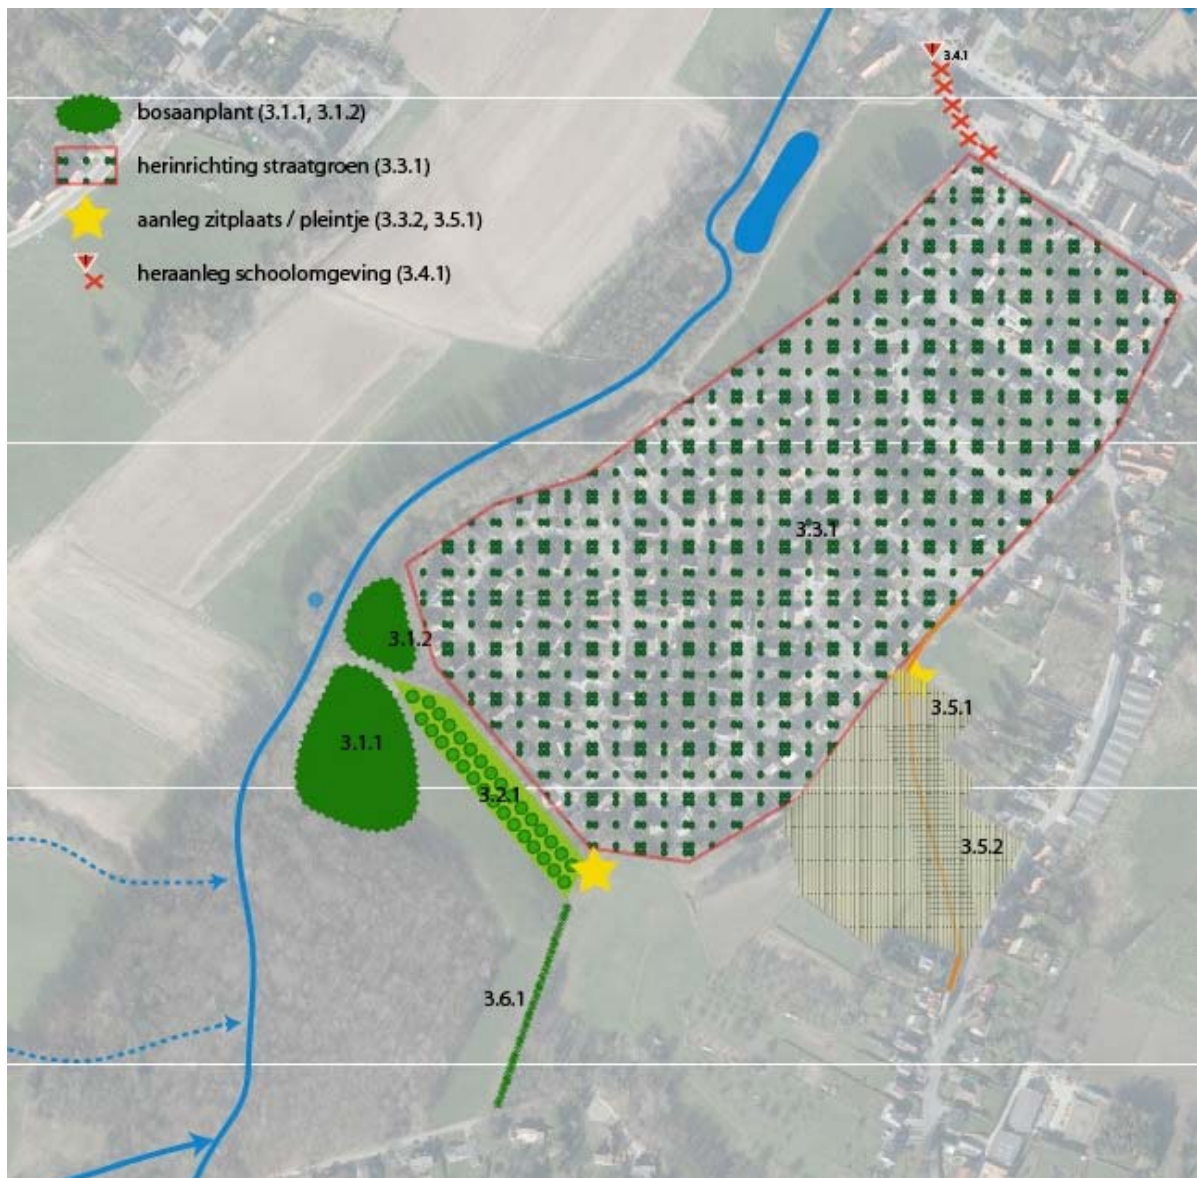 3.4.1
bosaanplant (3.1.1, 3.1.2)
herinrichting straatgroen (3.3.1)
aanleg zitplaats / pleintje (3.3.2, 3.5.1)
heraanleg schoolomgeving (3.4.1)
3.3.1
3.1.2
3.5.1
3.1.1
3.2.1
3.5.2
3.6.1